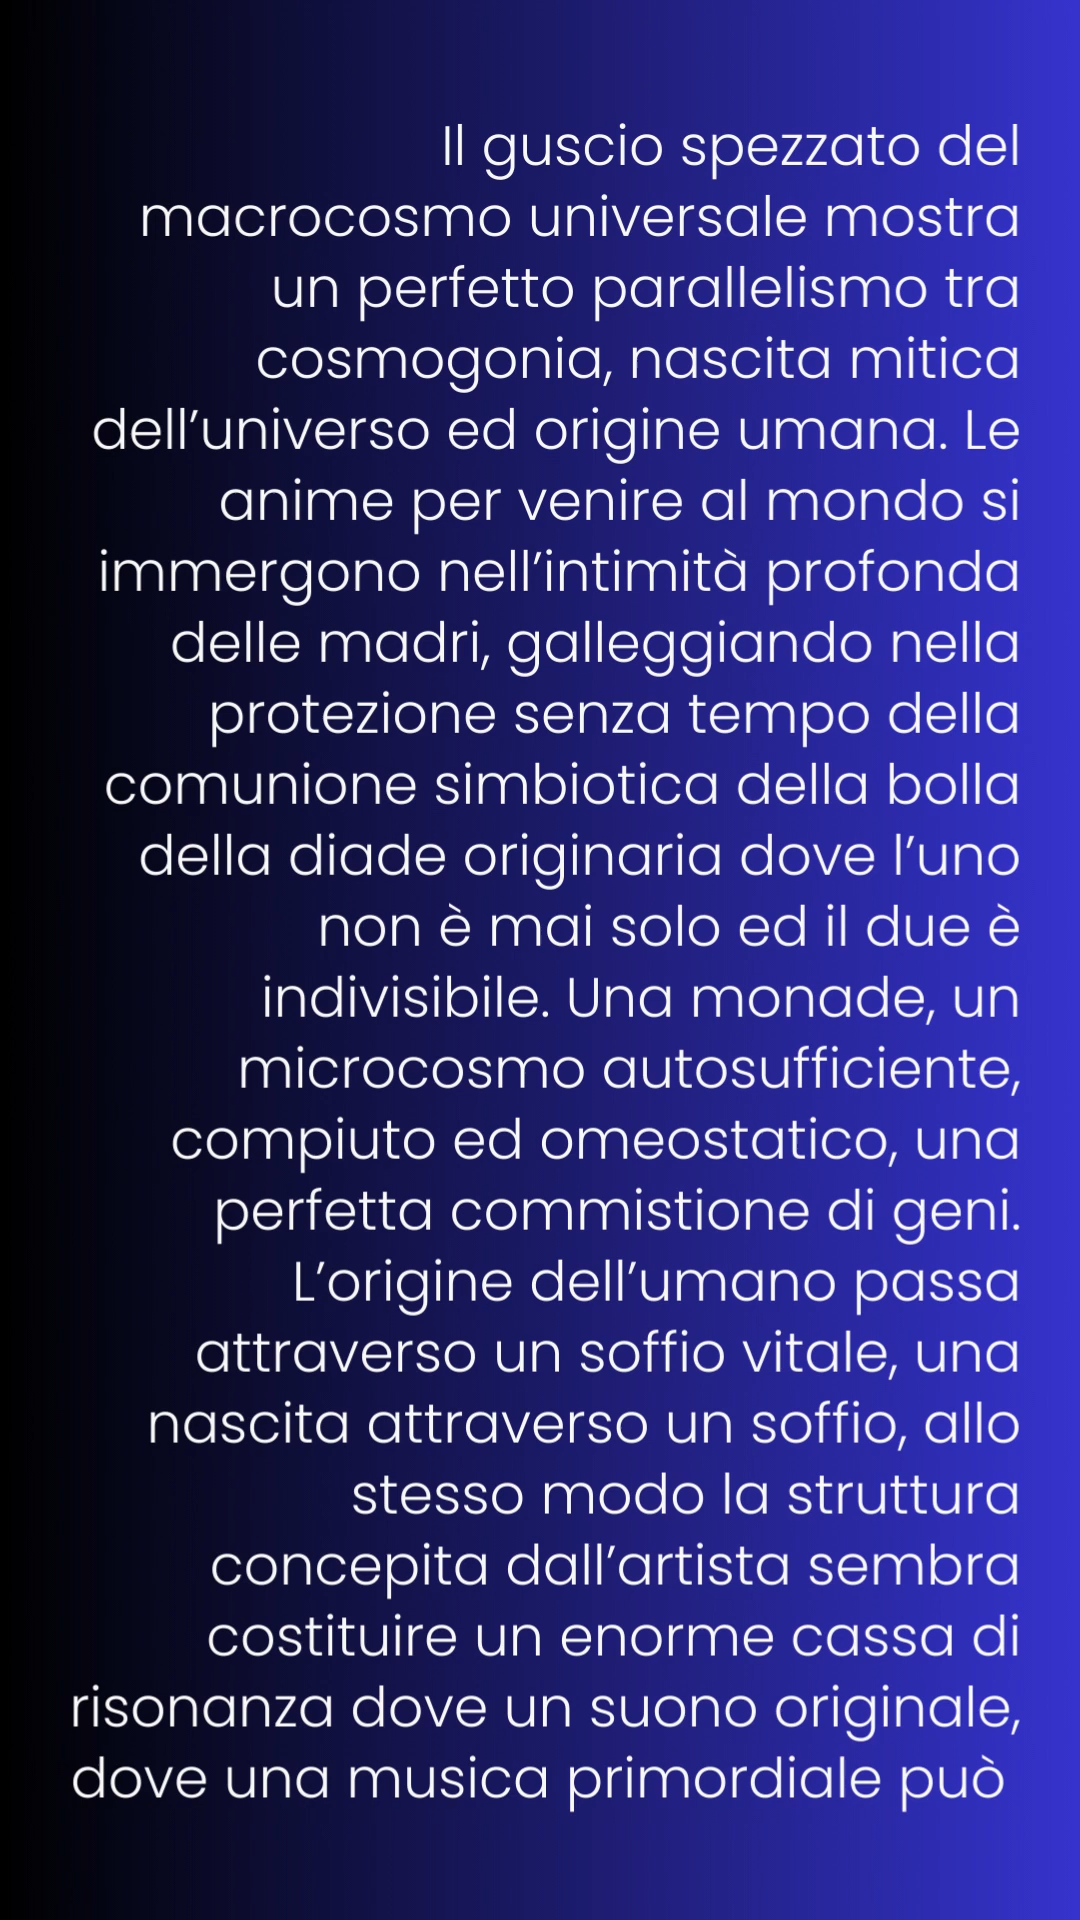 Il guscio spezzato del
macrocosmo universale mostra
un perfetto parallelismo tra
cosmogonia, nascita mitica
dell’universo ed origine umana. Le
anime per venire al mondo si
immergono nell’intimità profonda
delle madri, galleggiando nella
protezione senza tempo della
comunione simbiotica della bolla
della diade originaria dove l’uno
non è mai solo ed il due è
indivisibile. Una monade, un
microcosmo autosufficiente,
compiuto ed omeostatico, una
perfetta commistione di geni.
L’origine dell’umano passa
attraverso un soffio vitale, una
nascita attraverso un soffio, allo
stesso modo la struttura
concepita dall’artista sembra
costituire un enorme cassa di
risonanza dove un suono originale,
dove una musica primordiale può